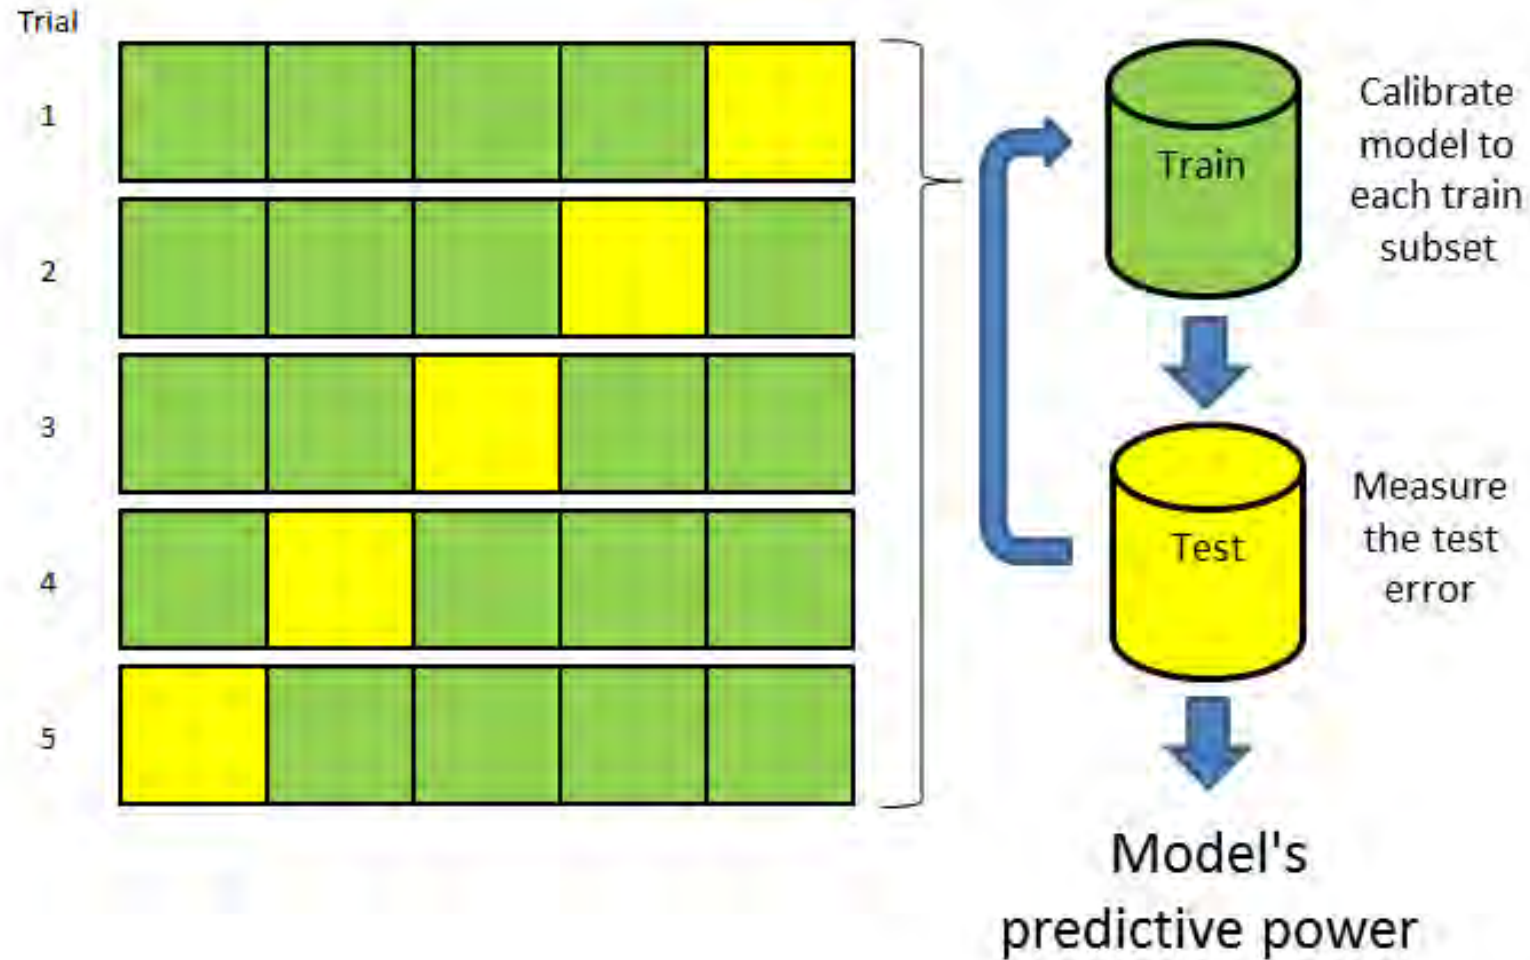 Trial
1
2
3
4
5
Train
Calibrate
model to
each train
subset
Test
Measure
the test
error
Model's
predictive power